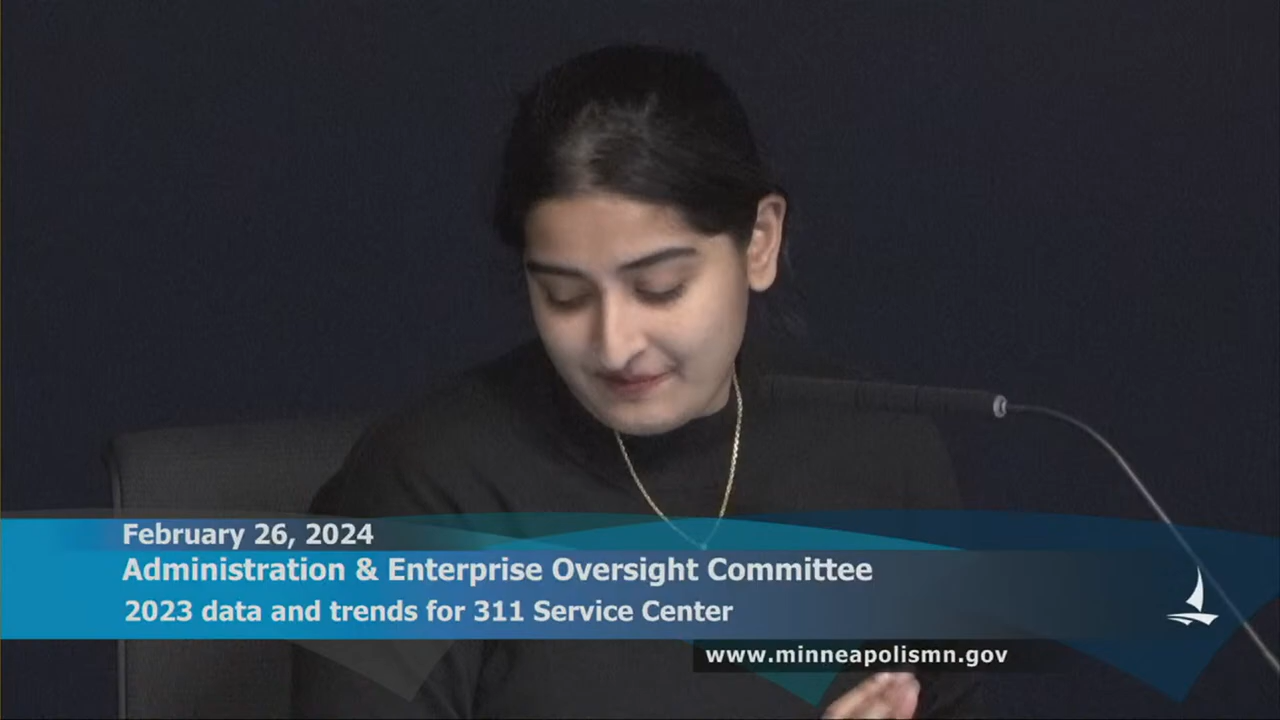 February 26, 2024
Administration & Enterprise Oversight Committee
2023 data and trends for 311 Service Center
www.minneapolismn.gov